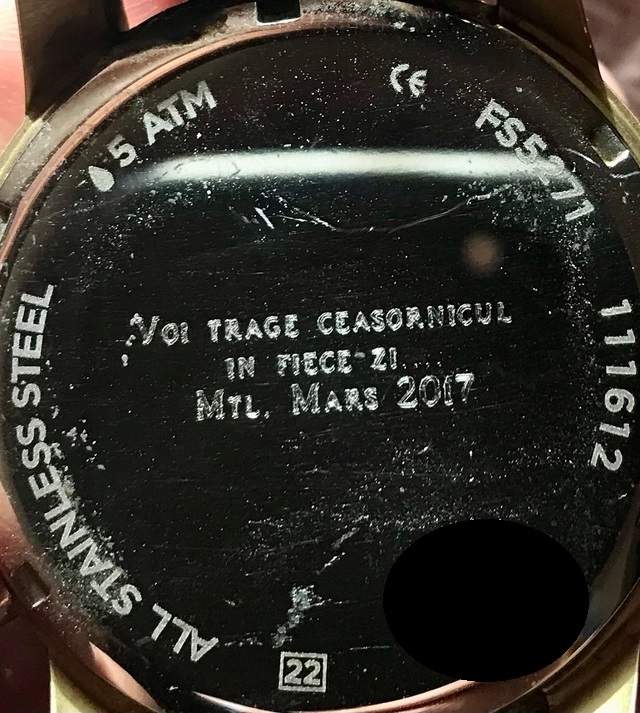 5 ATM
CE
FS5271
111612
Voi trage ceasornicul
in fiece zi...
Mtl, Mars 2017
ALL STAINLESS STEEL
22